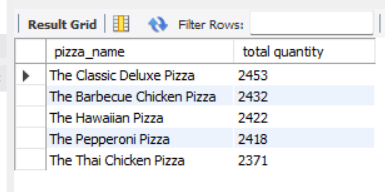 Result Grid Filter Rows:
pizza_name total quantity
The Classic Deluxe Pizza 2453
The Barbecue Chicken Pizza 2432
The Hawaiian Pizza 2422
The Pepperoni Pizza 2418
The Thai Chicken Pizza 2371